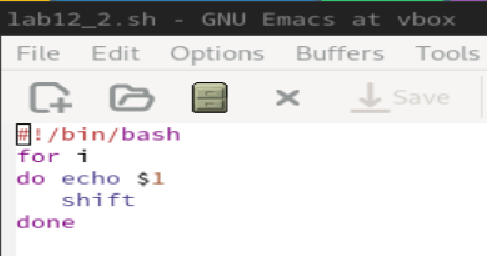 lab12_2.sh - GNU Emacs at vbox
File Edit Options Buffers Tools
Save
#!/bin/bash
for i
do echo $1
    shift
done